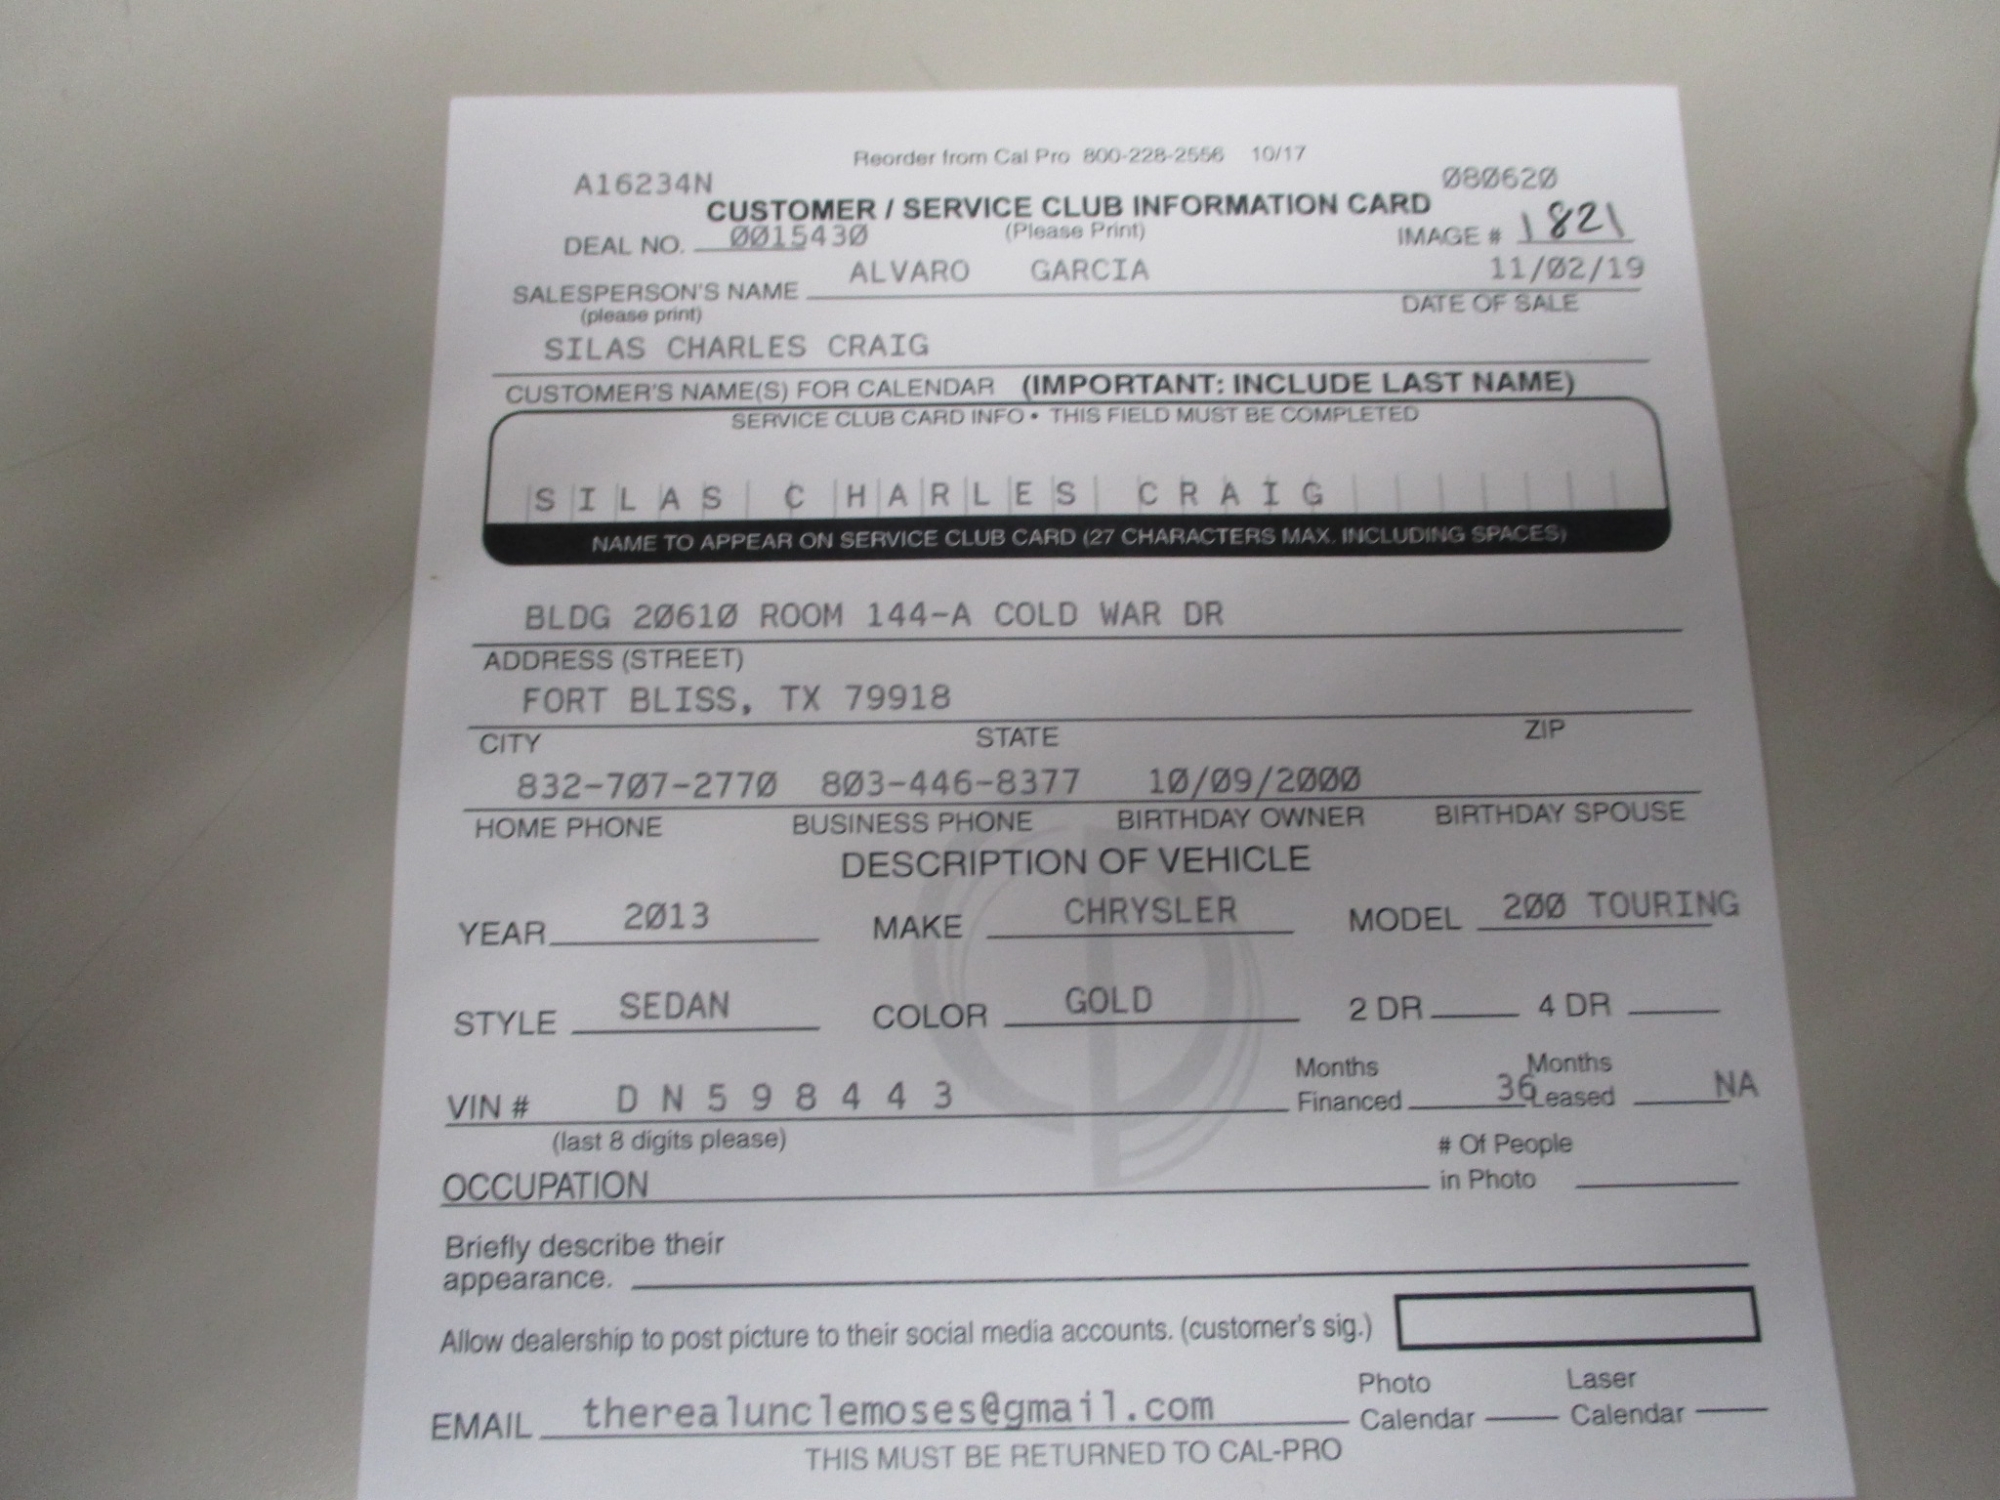 Reorder from Cal Pro 800-228-2556 10/17
A16234N 080620
CUSTOMER / SERVICE CLUB INFORMATION CARD
DEAL NO. 0015430 (Please Print) IMAGE # 1821
ALVARO GARCIA 11/02/19
SALESPERSON'S NAME DATE OF SALE
(please print)
SILAS CHARLES CRAIG
CUSTOMER'S NAME(S) FOR CALENDAR (IMPORTANT: INCLUDE LAST NAME)
SERVICE CLUB CARD INFO • THIS FIELD MUST BE COMPLETED
SILAS CHARLES CRAIG
NAME TO APPEAR ON SERVICE CLUB CARD (27 CHARACTERS MAX. INCLUDING SPACES)
BLDG 20610 ROOM 144-A COLD WAR DR
ADDRESS (STREET)
FORT BLISS, TX 79918
CITY STATE ZIP
832-707-2770 803-446-8377 10/09/2000
HOME PHONE BUSINESS PHONE BIRTHDAY OWNER BIRTHDAY SPOUSE
DESCRIPTION OF VEHICLE
YEAR 2013 MAKE CHRYSLER MODEL 200 TOURING
STYLE SEDAN COLOR GOLD 2 DR 4 DR
Months Months
VIN # DN598443 Financed 36 Leased NA
(last 8 digits please) # Of People
OCCUPATION in Photo
Briefly describe their
appearance.
Allow dealership to post picture to their social media accounts. (customer's sig.)
Photo Laser
EMAIL therealunclemoses@gmail.com Calendar Calendar
THIS MUST BE RETURNED TO CAL-PRO